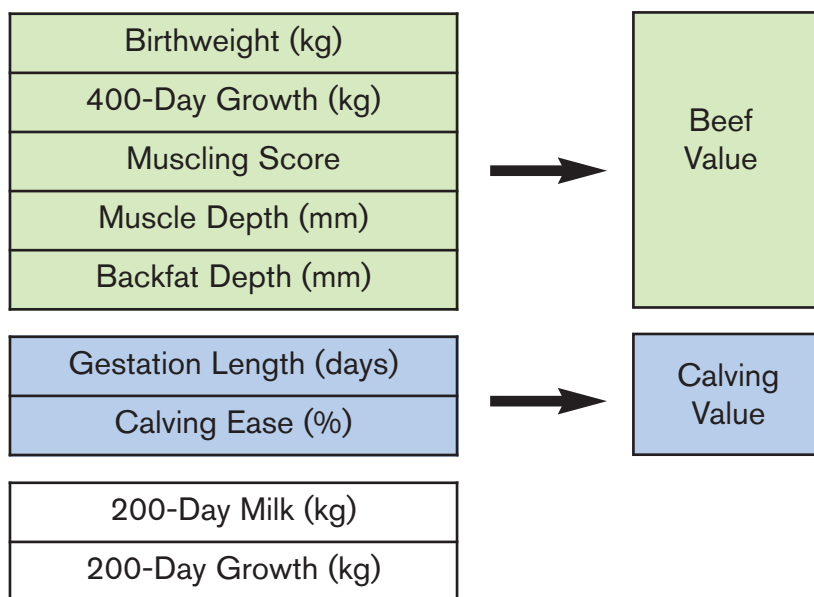 Birthweight (kg)
400-Day Growth (kg)
Muscling Score
Muscle Depth (mm)
Backfat Depth (mm)
Beef
Value
Gestation Length (days)
Calving Ease (%)
Calving
Value
200-Day Milk (kg)
200-Day Growth (kg)